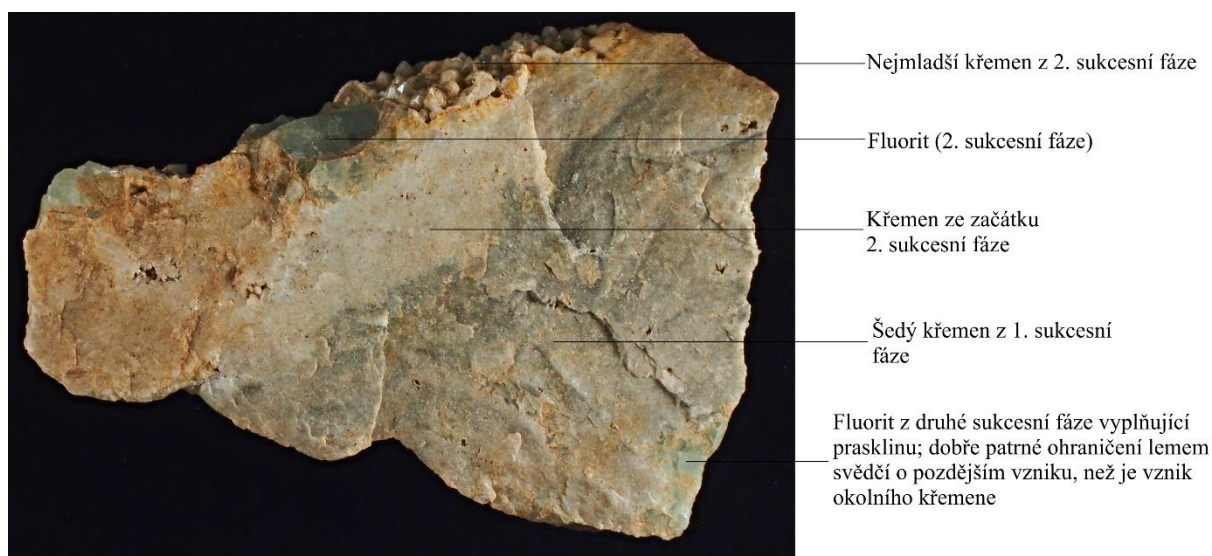 Nejmladší křemen z 2. sukcesní fáze
Fluorit (2. sukcesní fáze)
Křemen ze začátku
2. sukcesní fáze
Šedý křemen z 1. sukcesní
fáze
Fluorit z druhé sukcesní fáze vyplňující
prasklinu; dobře patrné ohraničení lemem
svědčí o pozdějším vzniku, než je vznik
okolního křemene